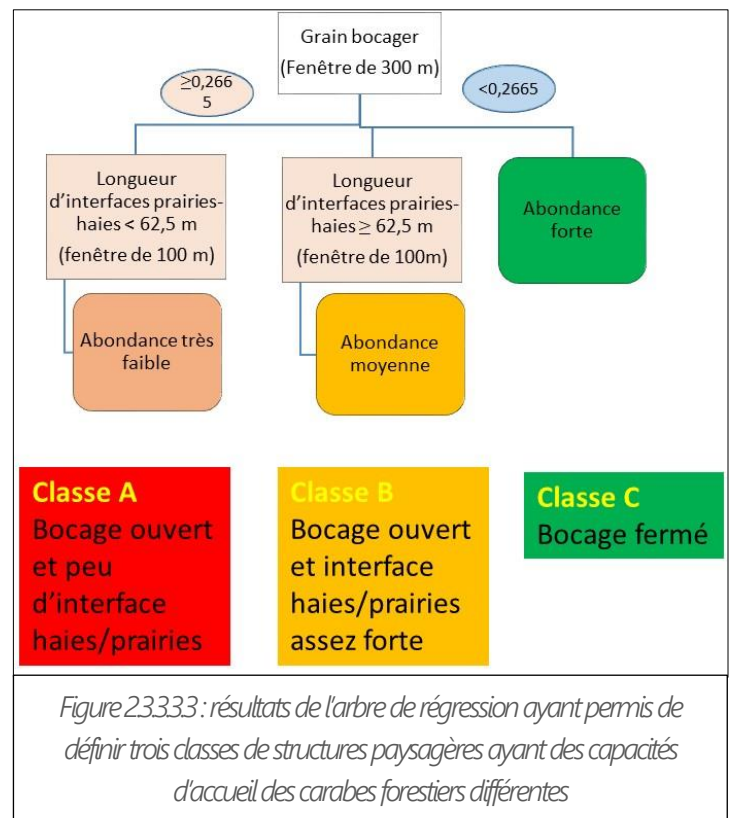 Grain bocager
(Fenêtre de 300 m)
≥0,266
5
<0,2665
Longueur
d'interfaces prairies-
haies < 62,5 m
(fenêtre de 100 m)
Longueur
d'interfaces prairies-
haies ≥ 62,5 m
(fenêtre de 100m)
Abondance
forte
Abondance très
faible
Abondance
moyenne
Classe A
Bocage ouvert
et peu
d'interface
haies/prairies
Classe B
Bocage ouvert
et interface
haies/prairies
assez forte
Classe C
Bocage fermé
Figure 2.3.3.3.3 : résultats de l'arbre de régression ayant permis de
définir trois classes de structures paysagères ayant des capacités
d'accueil des carabes forestiers différentes